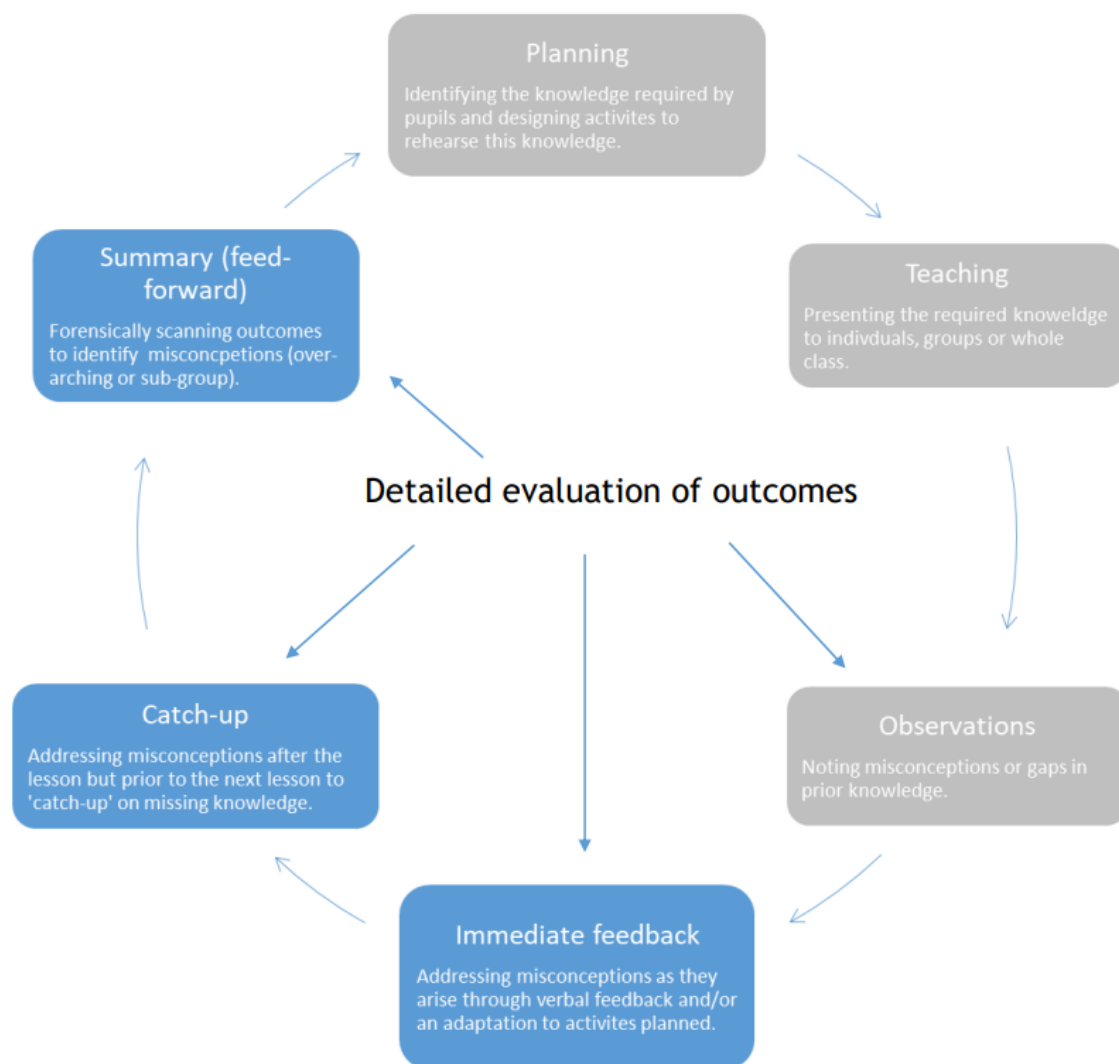 Planning
Identifying the knowledge required by
pupils and designing activites to
rehearse this knowledge.
Teaching
Presenting the required knoweldge
to indivduals, groups or whole
class.
Observations
Noting misconceptions or gaps in
prior knowledge.
Immediate feedback
Addressing misconceptions as they
arise through verbal feedback and/or
an adaptation to activites planned.
Catch-up
Addressing misconceptions after the
lesson but prior to the next lesson to
'catch-up' on missing knowledge.
Summary (feed-
forward)
Forensically scanning outcomes
to identify  misconcpetions (over-
arching or sub-group).
Detailed evaluation of outcomes